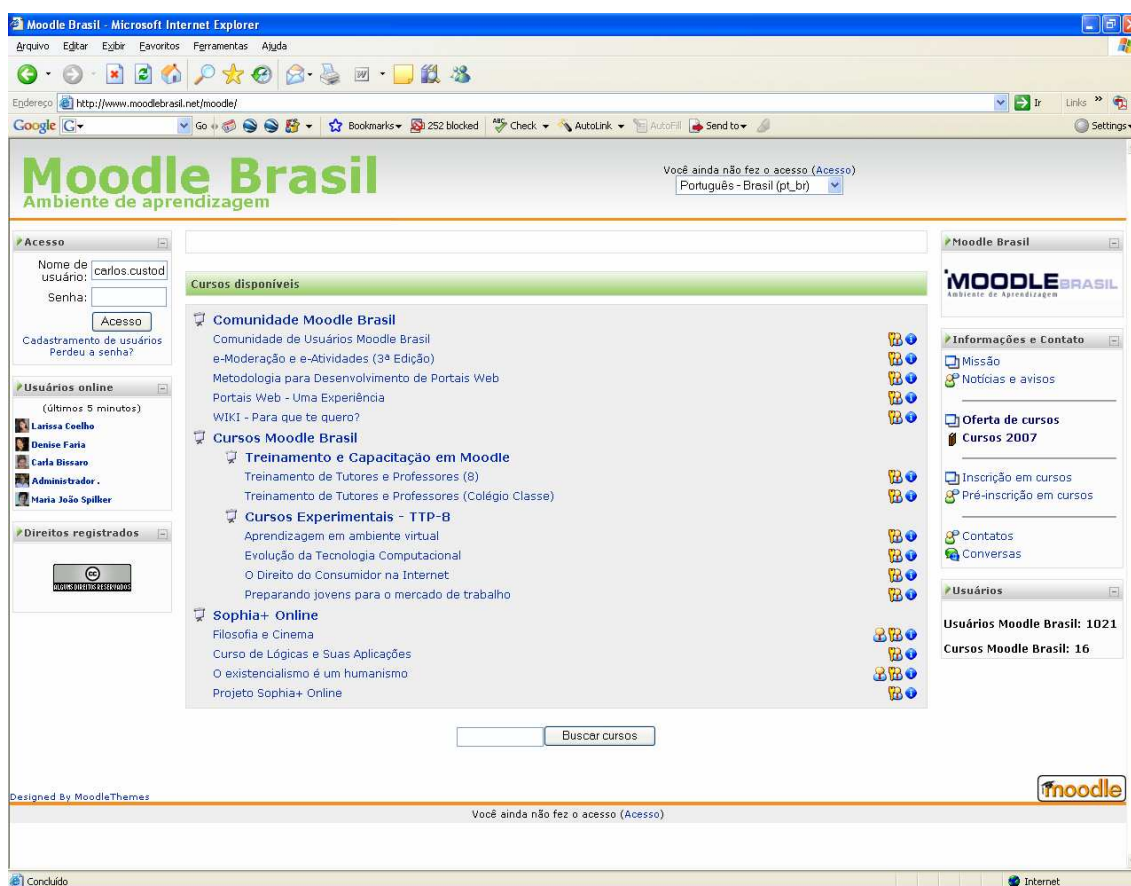 Moodle Brasil - Microsoft Internet Explorer
Arquivo Editar Exibir Favoritos Ferramentas Ajuda
Endereço http://www.moodlebrasil.net/moodle/ Ir Links »
Google G Go Bookmarks 252 blocked ABC Check AutoLink AutoFill Send to Settings
Moodle Brasil
Ambiente de aprendizagem
Você ainda não fez o acesso (Acesso)
Português - Brasil (pt_br)
Acesso
Nome de usuário: carlos.custod
Senha:
Acesso
Cadastramento de usuários
Perdeu a senha?
Usuários online
(últimos 5 minutos)
Larissa Coelho
Denise Faria
Carla Bissaro
Administrador .
Maria João Spilker
Direitos registrados
cc
ALGUNS DIREITOS RESERVADOS
Cursos disponíveis
Comunidade Moodle Brasil
Comunidade de Usuários Moodle Brasil
e-Moderação e e-Atividades (3ª Edição)
Metodologia para Desenvolvimento de Portais Web
Portais Web - Uma Experiência
WIKI - Para que te quero?
Cursos Moodle Brasil
Treinamento e Capacitação em Moodle
Treinamento de Tutores e Professores (8)
Treinamento de Tutores e Professores (Colégio Classe)
Cursos Experimentais - TTP-8
Aprendizagem em ambiente virtual
Evolução da Tecnologia Computacional
O Direito do Consumidor na Internet
Preparando jovens para o mercado de trabalho
Sophia+ Online
Filosofia e Cinema
Curso de Lógicas e Suas Aplicações
O existencialismo é um humanismo
Projeto Sophia+ Online
Buscar cursos
Moodle Brasil
MOODLEBRASIL
Ambiente de Aprendizagem
Informações e Contato
Missão
Notícias e avisos
Oferta de cursos
Cursos 2007
Inscrição em cursos
Pré-inscrição em cursos
Contatos
Conversas
Usuários
Usuários Moodle Brasil: 1021
Cursos Moodle Brasil: 16
Designed By MoodleThemes
moodle
Você ainda não fez o acesso (Acesso)
Concluído Internet